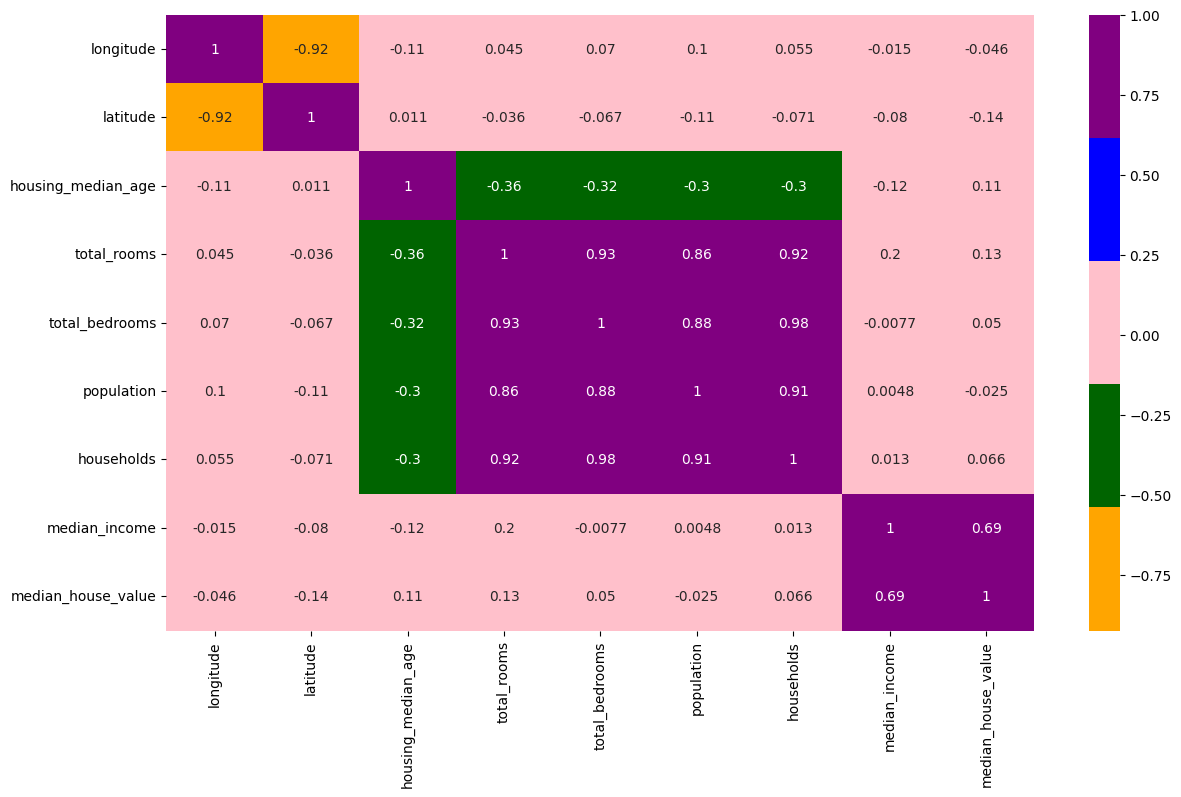 longitude 1 -0.92 -0.11 0.045 0.07 0.1 0.055 -0.015 -0.046
latitude -0.92 1 0.011 -0.036 -0.067 -0.11 -0.071 -0.08 -0.14
housing_median_age -0.11 0.011 1 -0.36 -0.32 -0.3 -0.3 -0.12 0.11
total_rooms 0.045 -0.036 -0.36 1 0.93 0.86 0.92 0.2 0.13
total_bedrooms 0.07 -0.067 -0.32 0.93 1 0.88 0.98 -0.0077 0.05
population 0.1 -0.11 -0.3 0.86 0.88 1 0.91 0.0048 -0.025
households 0.055 -0.071 -0.3 0.92 0.98 0.91 1 0.013 0.066
median_income -0.015 -0.08 -0.12 0.2 -0.0077 0.0048 0.013 1 0.69
median_house_value -0.046 -0.14 0.11 0.13 0.05 -0.025 0.066 0.69 1
longitude
latitude
housing_median_age
total_rooms
total_bedrooms
population
households
median_income
median_house_value
1.00
0.75
0.50
0.25
0.00
−0.25
−0.50
−0.75